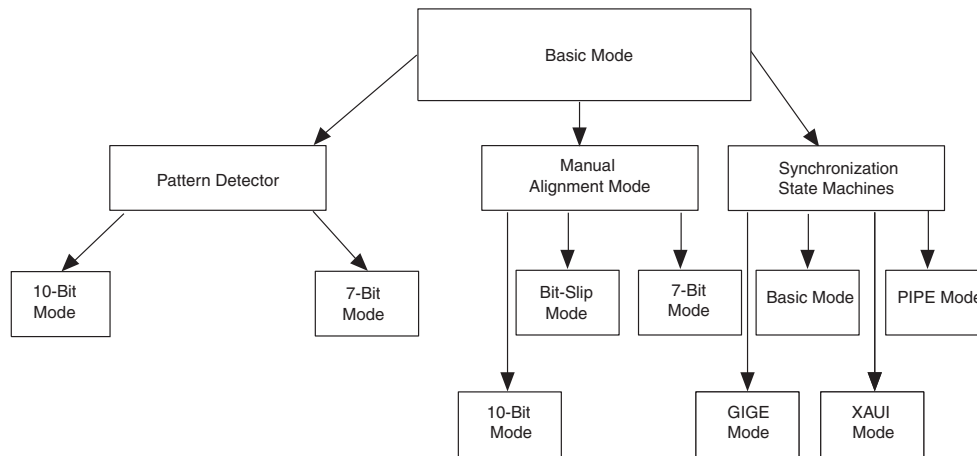 Basic Mode
Pattern Detector
Manual
Alignment Mode
Synchronization
State Machines
10-Bit
Mode
7-Bit
Mode
Bit-Slip
Mode
7-Bit
Mode
Basic Mode
PIPE Mode
10-Bit
Mode
GIGE
Mode
XAUI
Mode